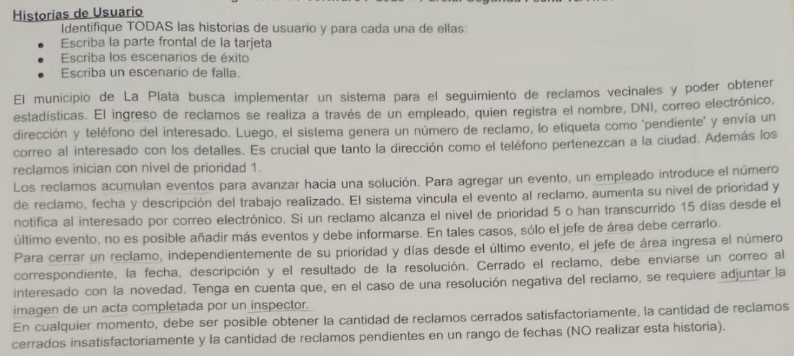 Historias de Usuario
Identifique TODAS las historias de usuario y para cada una de ellas:
• Escriba la parte frontal de la tarjeta
• Escriba los escenarios de éxito
• Escriba un escenario de falla.
El municipio de La Plata busca implementar un sistema para el seguimiento de reclamos vecinales y poder obtener
estadísticas. El ingreso de reclamos se realiza a través de un empleado, quien registra el nombre, DNI, correo electrónico,
dirección y teléfono del interesado. Luego, el sistema genera un número de reclamo, lo etiqueta como 'pendiente' y envía un
correo al interesado con los detalles. Es crucial que tanto la dirección como el teléfono pertenezcan a la ciudad. Además los
reclamos inician con nivel de prioridad 1.
Los reclamos acumulan eventos para avanzar hacia una solución. Para agregar un evento, un empleado introduce el número
de reclamo, fecha y descripción del trabajo realizado. El sistema vincula el evento al reclamo, aumenta su nivel de prioridad y
notifica al interesado por correo electrónico. Si un reclamo alcanza el nivel de prioridad 5 o han transcurrido 15 días desde el
último evento, no es posible añadir más eventos y debe informarse. En tales casos, sólo el jefe de área debe cerrarlo.
Para cerrar un reclamo, independientemente de su prioridad y días desde el último evento, el jefe de área ingresa el número
correspondiente, la fecha, descripción y el resultado de la resolución. Cerrado el reclamo, debe enviarse un correo al
interesado con la novedad. Tenga en cuenta que, en el caso de una resolución negativa del reclamo, se requiere adjuntar la
imagen de un acta completada por un inspector.
En cualquier momento, debe ser posible obtener la cantidad de reclamos cerrados satisfactoriamente, la cantidad de reclamos
cerrados insatisfactoriamente y la cantidad de reclamos pendientes en un rango de fechas (NO realizar esta historia).